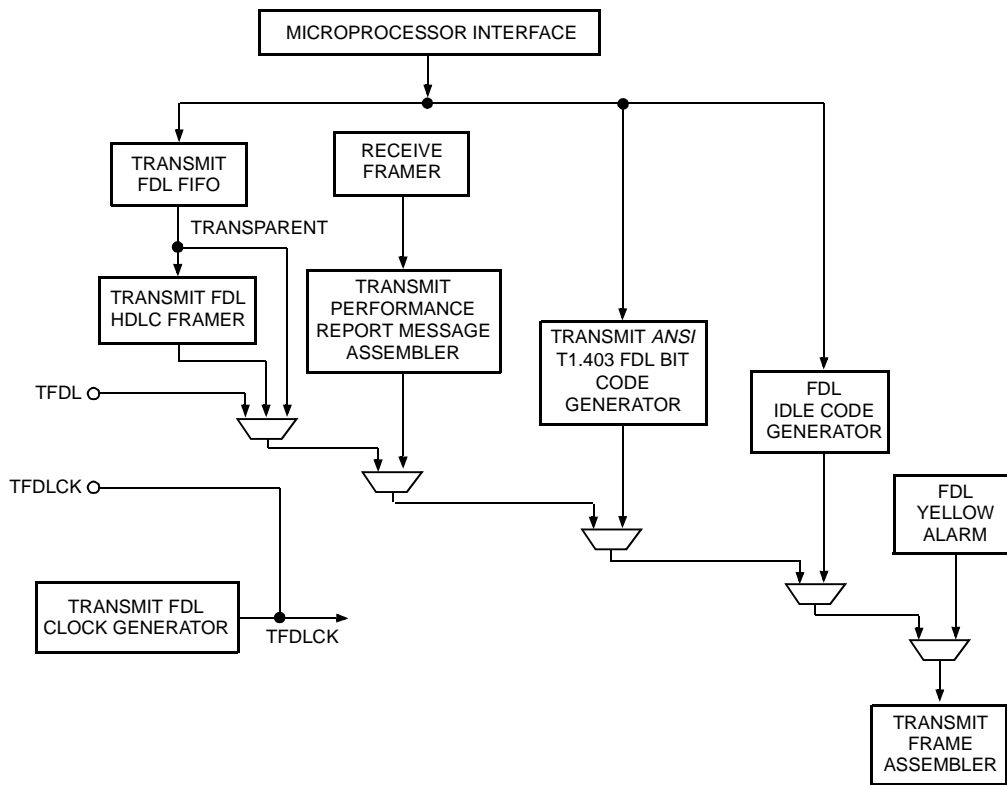 MICROPROCESSOR INTERFACE
TRANSMIT
FDL FIFO
RECEIVE
FRAMER
TRANSPARENT
TRANSMIT FDL
HDLC FRAMER
TRANSMIT
PERFORMANCE
REPORT MESSAGE
ASSEMBLER
TRANSMIT ANSI
T1.403 FDL BIT
CODE
GENERATOR
FDL
IDLE CODE
GENERATOR
TFDL
TFDLCK
FDL
YELLOW
ALARM
TRANSMIT FDL
CLOCK GENERATOR
TFDLCK
TRANSMIT
FRAME
ASSEMBLER